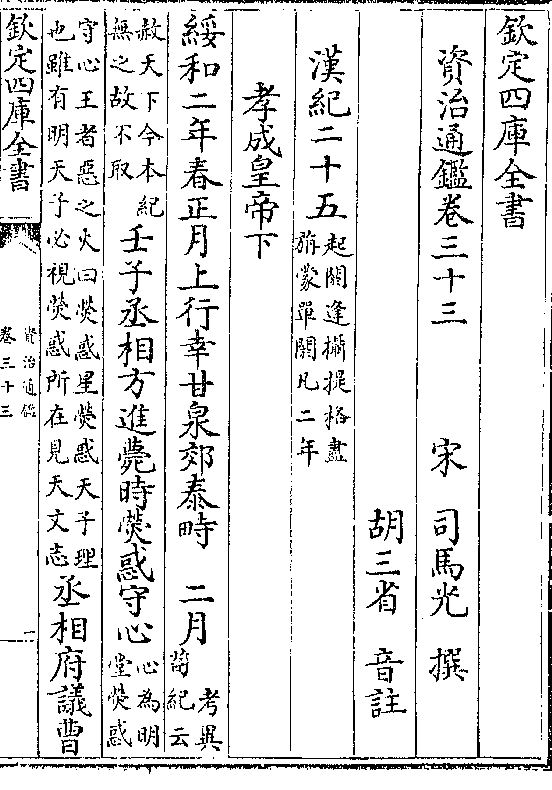 欽定四庫全書
資治通鑑卷三十三 宋 司馬光 撰
胡三省 音註
漢紀二十五 起閼逢攝提格盡
旃蒙單閼凡二年
孝成皇帝下
綏和二年春正月上行幸甘泉郊泰畤 二月 考異
荀紀云
赦天下今本紀
無之故不取
壬子丞相方進薨時熒惑守心 心為明
堂熒惑
守心王者惡之火曰熒惑星熒惑天子理
也雖有明天子必視熒惑所在見天文志
丞相府議曹
欽定四庫全書
資治通鑑
卷三十三
一